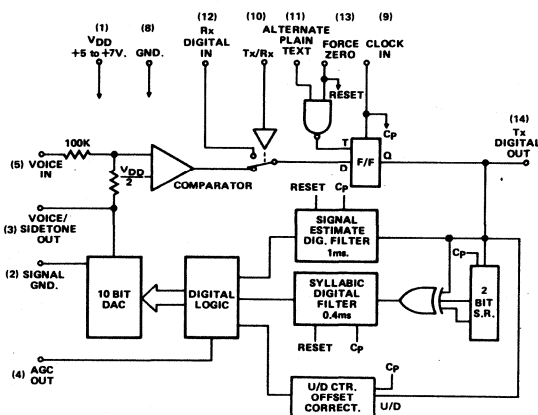 (1)
VDD
+5 to +7V.
(8)
GND.
(12)
Rx
DIGITAL
IN
(10)
Tx/Rx
(11)
ALTERNATE
PLAIN
TEXT
(13)
FORCE
ZERO
(9)
CLOCK
IN
RESET
CP
(14)
Tx
DIGITAL
OUT
100K
(5) VOICE
IN
VDD
2
COMPARATOR
T
D
F/F
Q
VOICE/
(3) SIDETONE
OUT
RESET CP
SIGNAL
ESTIMATE
DIG. FILTER
1ms.
CP
(2) SIGNAL
GND.
10 BIT
DAC
DIGITAL
LOGIC
SYLLABIC
DIGITAL
FILTER
0.4ms
2
BIT
S.R.
RESET CP
(4) AGC
OUT
U/D CTR.
OFFSET
CORRECT.
CP
U/D